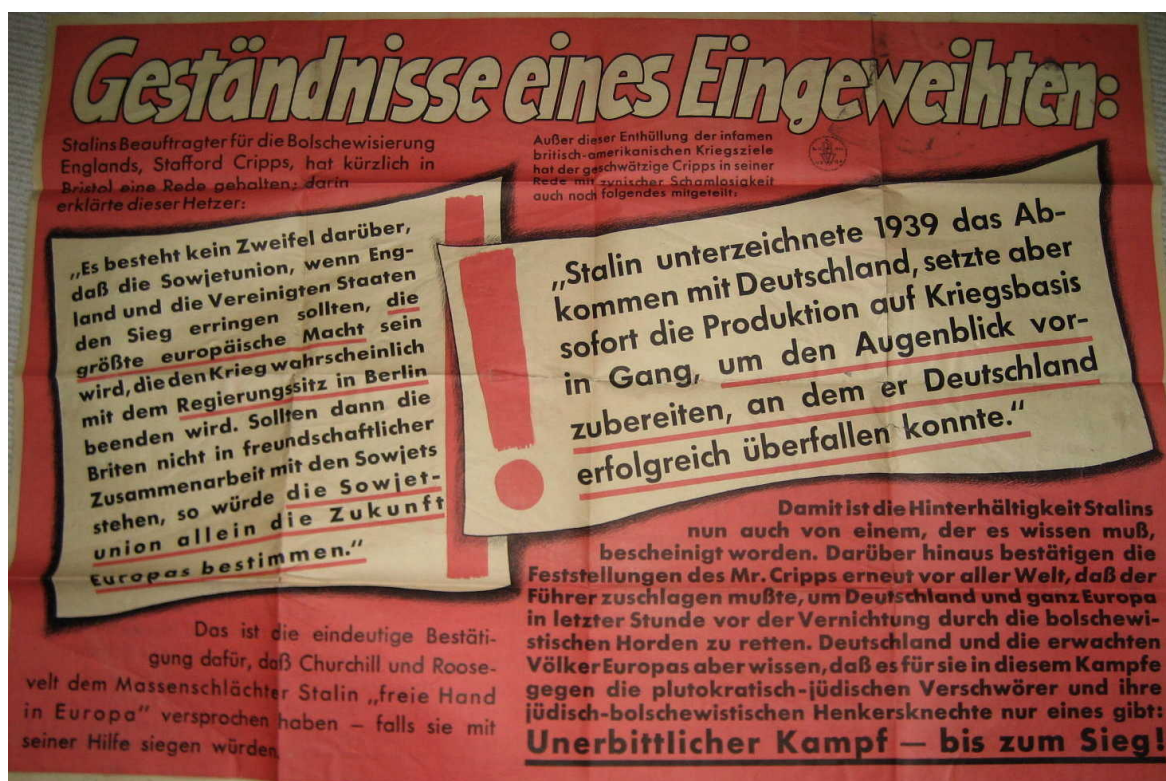 Geständnisse eines Eingeweihten:
Stalins Beauftragter für die Bolschewisierung
Englands, Stafford Cripps, hat kürzlich in
Bristol eine Rede gehalten; darin
erklärte dieser Hetzer:
„Es besteht kein Zweifel darüber,
daß die Sowjetunion, wenn Eng-
land und die Vereinigten Staaten
den Sieg erringen sollten, die
größte europäische Macht sein
wird, die den Krieg wahrscheinlich
mit dem Regierungssitz in Berlin
beenden wird. Sollten dann die
Briten nicht in freundschaftlicher
Zusammenarbeit mit den Sowjets
stehen, so würde die Sowjet-
union allein die Zukunft
Europas bestimmen.“
!
Das ist die eindeutige Bestäti-
gung dafür, daß Churchill und Roose-
velt dem Massenschlächter Stalin „freie Hand
in Europa“ versprochen haben – falls sie mit
seiner Hilfe siegen würden.
Außer dieser Enthüllung der infamen
britisch-amerikanischen Kriegsziele
hat der geschwätzige Cripps in seiner
Rede mit zynischer Schamlosigkeit
auch noch folgendes mitgeteilt:
!
„Stalin unterzeichnete 1939 das Ab-
kommen mit Deutschland, setzte aber
sofort die Produktion auf Kriegsbasis
in Gang, um den Augenblick vor-
zubereiten, an dem er Deutschland
erfolgreich überfallen konnte.“
Damit ist die Hinterhältigkeit Stalins
nun auch von einem, der es wissen muß,
bescheinigt worden. Darüber hinaus bestätigen die
Feststellungen des Mr. Cripps erneut vor aller Welt, daß der
Führer zuschlagen mußte, um Deutschland und ganz Europa
in letzter Stunde vor der Vernichtung durch die bolschewi-
stischen Horden zu retten. Deutschland und die erwachten
Völker Europas aber wissen, daß es für sie in diesem Kampfe
gegen die plutokratisch-jüdischen Verschwörer und ihre
jüdisch-bolschewistischen Henkersknechte nur eines gibt:
Unerbittlicher Kampf – bis zum Sieg!